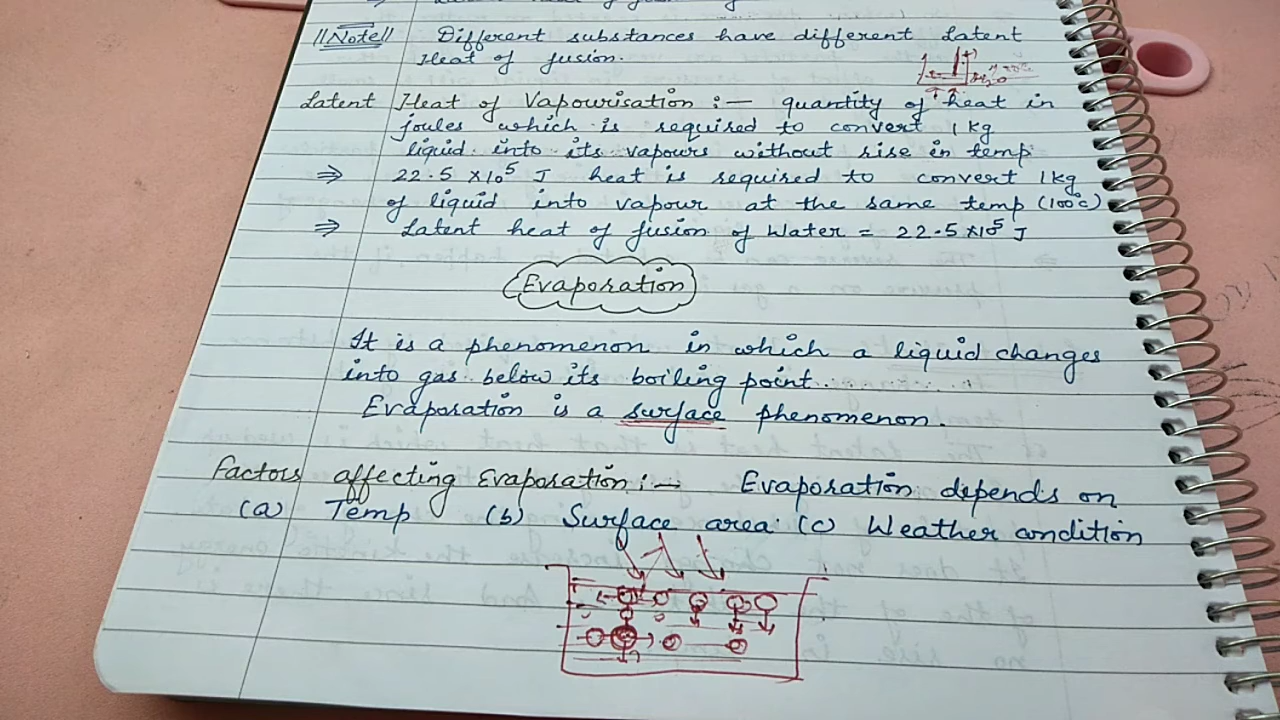 ||Note|| Different substances have different Latent
Heat of fusion.
Latent Heat of Vapourisation :— quantity of heat in
joules which is required to convert 1 kg
liquid into its vapours without rise in temp
⇒ 22.5 ×10⁵ J heat is required to convert 1kg
of liquid into vapour at the same temp (100°c)
⇒ Latent heat of fusion of Water = 22.5 ×10⁵ J
Evaporation
It is a phenomenon in which a liquid changes
into gas below its boiling point.
Evaporation is a surface phenomenon.
Factors affecting Evaporation :— Evaporation depends on
(a) Temp (b) Surface area (c) Weather condition